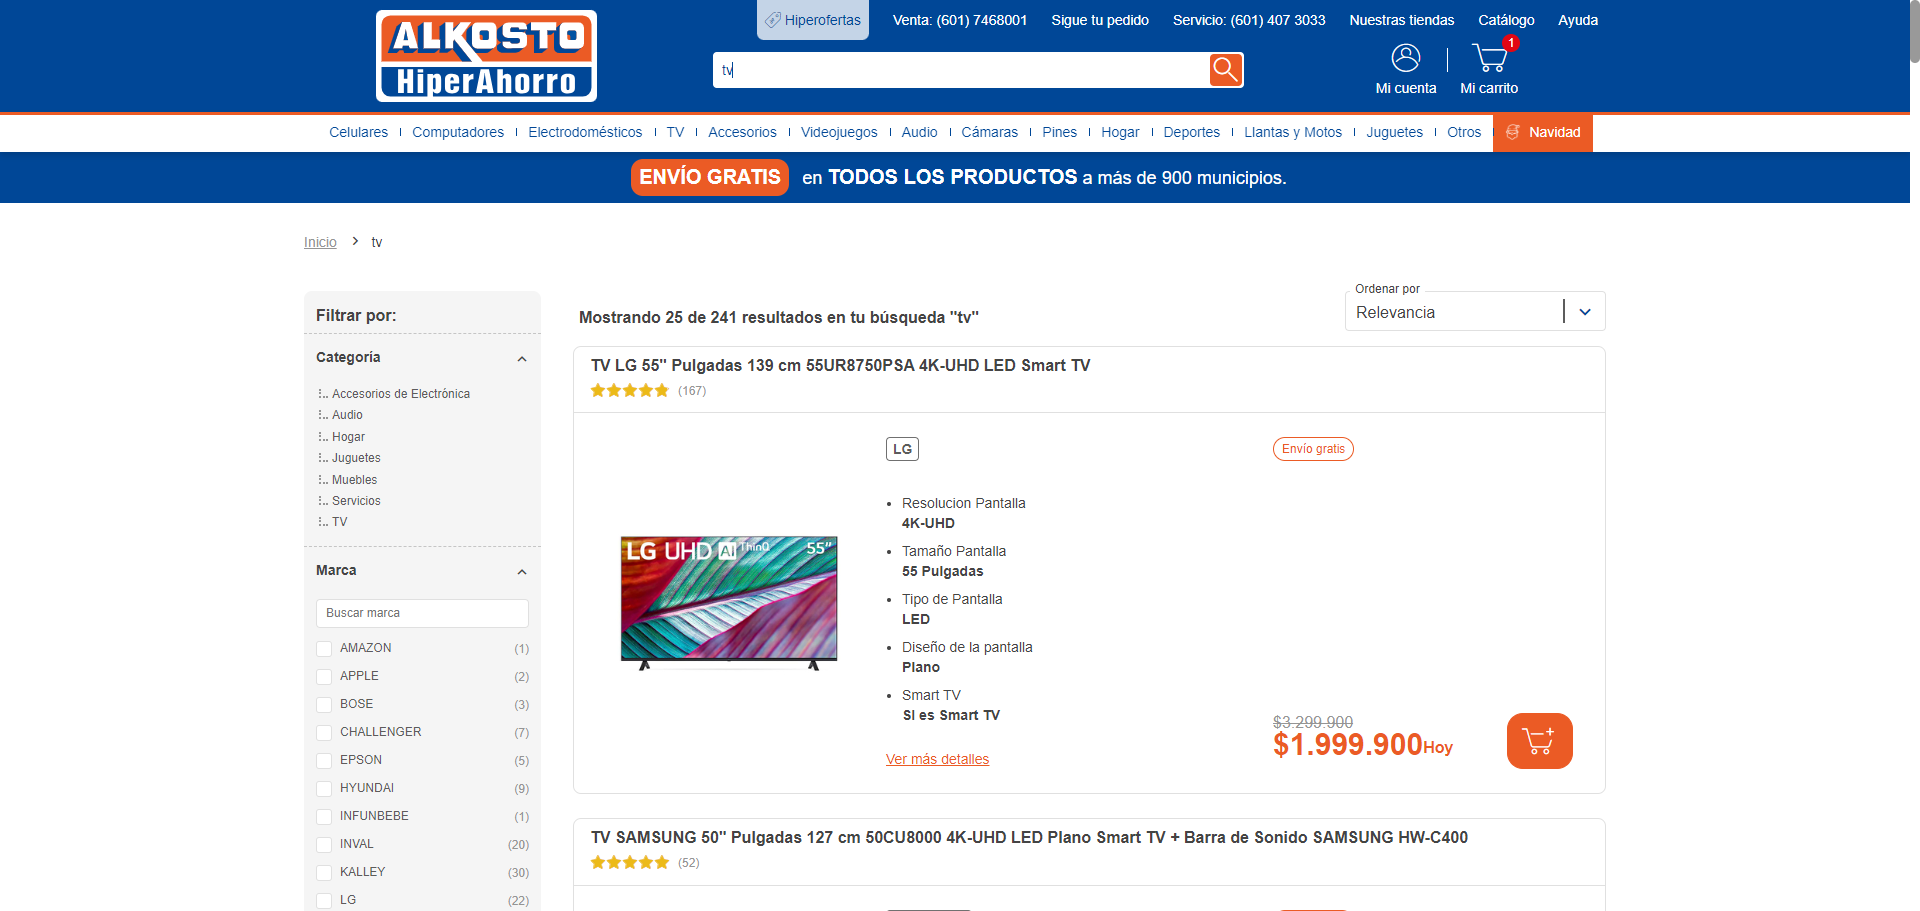 ALKOSTO
HiperAhorro
Hiperofertas
Venta: (601) 7468001
Sigue tu pedido
Servicio: (601) 407 3033
Nuestras tiendas
Catálogo
Ayuda
tv
1
Mi cuenta
Mi carrito
Celulares
Computadores
Electrodomésticos
TV
Accesorios
Videojuegos
Audio
Cámaras
Pines
Hogar
Deportes
Llantas y Motos
Juguetes
Otros
Navidad
ENVÍO GRATIS en TODOS LOS PRODUCTOS a más de 900 municipios.
Inicio > tv
Filtrar por:
Categoría
Accesorios de Electrónica
Audio
Hogar
Juguetes
Muebles
Servicios
TV
Marca
Buscar marca
AMAZON (1)
APPLE (2)
BOSE (3)
CHALLENGER (7)
EPSON (5)
HYUNDAI (9)
INFUNBEBE (1)
INVAL (20)
KALLEY (30)
LG (22)
Mostrando 25 de 241 resultados en tu búsqueda "tv"
Ordenar por
Relevancia
TV LG 55" Pulgadas 139 cm 55UR8750PSA 4K-UHD LED Smart TV
(167)
LG UHD AI ThinQ 55"
LG
Envío gratis
• Resolucion Pantalla
4K-UHD
• Tamaño Pantalla
55 Pulgadas
• Tipo de Pantalla
LED
• Diseño de la pantalla
Plano
• Smart TV
SI es Smart TV
Ver más detalles
$3.299.900
$1.999.900 Hoy
TV SAMSUNG 50" Pulgadas 127 cm 50CU8000 4K-UHD LED Plano Smart TV + Barra de Sonido SAMSUNG HW-C400
(52)